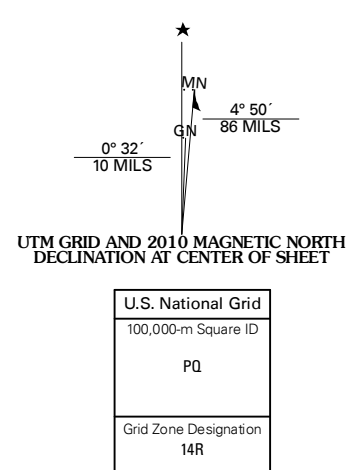 MN
4° 50´
86 MILS
GN
0° 32´
10 MILS
UTM GRID AND 2010 MAGNETIC NORTH
DECLINATION AT CENTER OF SHEET
U.S. National Grid
100,000-m Square ID
PQ
Grid Zone Designation
14R